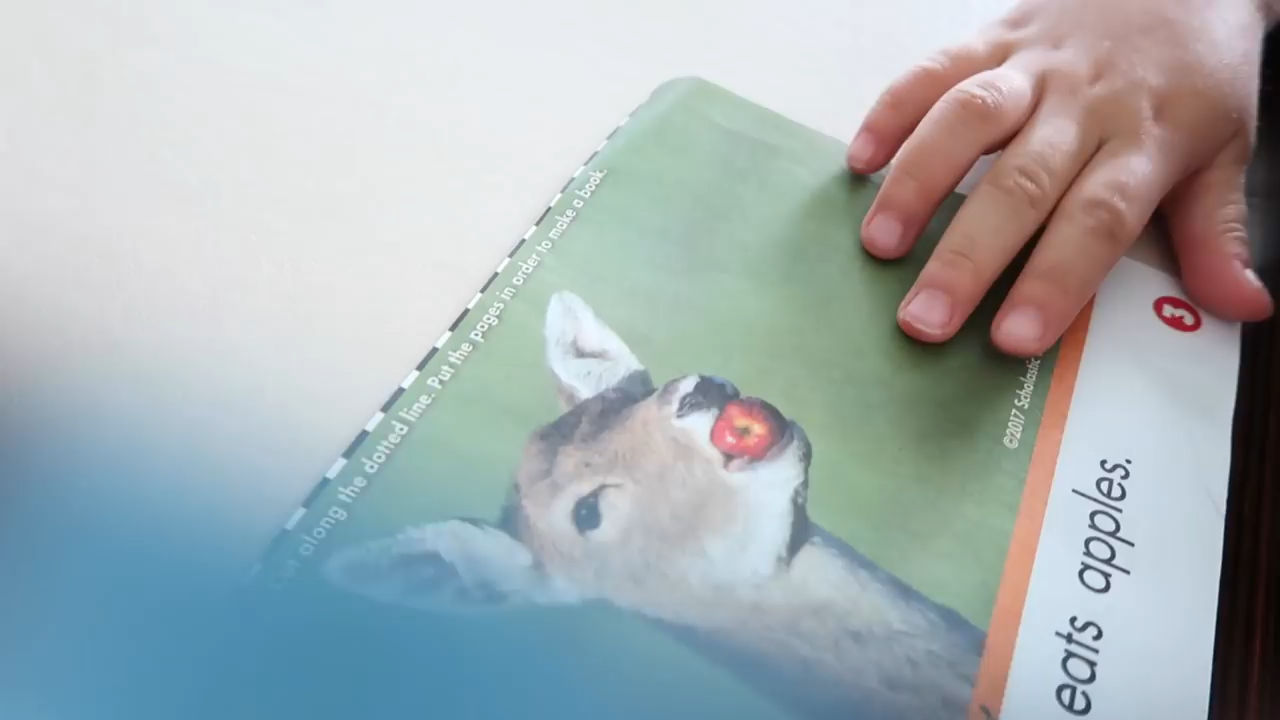 along the dotted line. Put the pages in order to make a book.
©2017 Scholastic
3
eats apples.